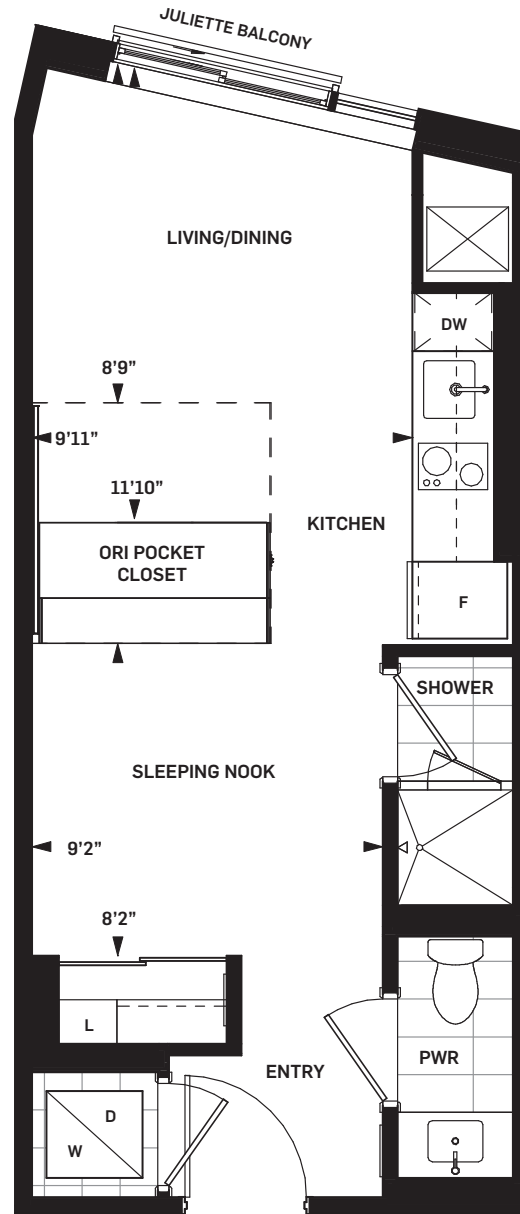 JULIETTE BALCONY
LIVING/DINING
DW
8’9”
9’11”
11’10”
KITCHEN
ORI POCKET
CLOSET
F
SHOWER
SLEEPING NOOK
9’2”
8’2”
L
ENTRY
PWR
D
W